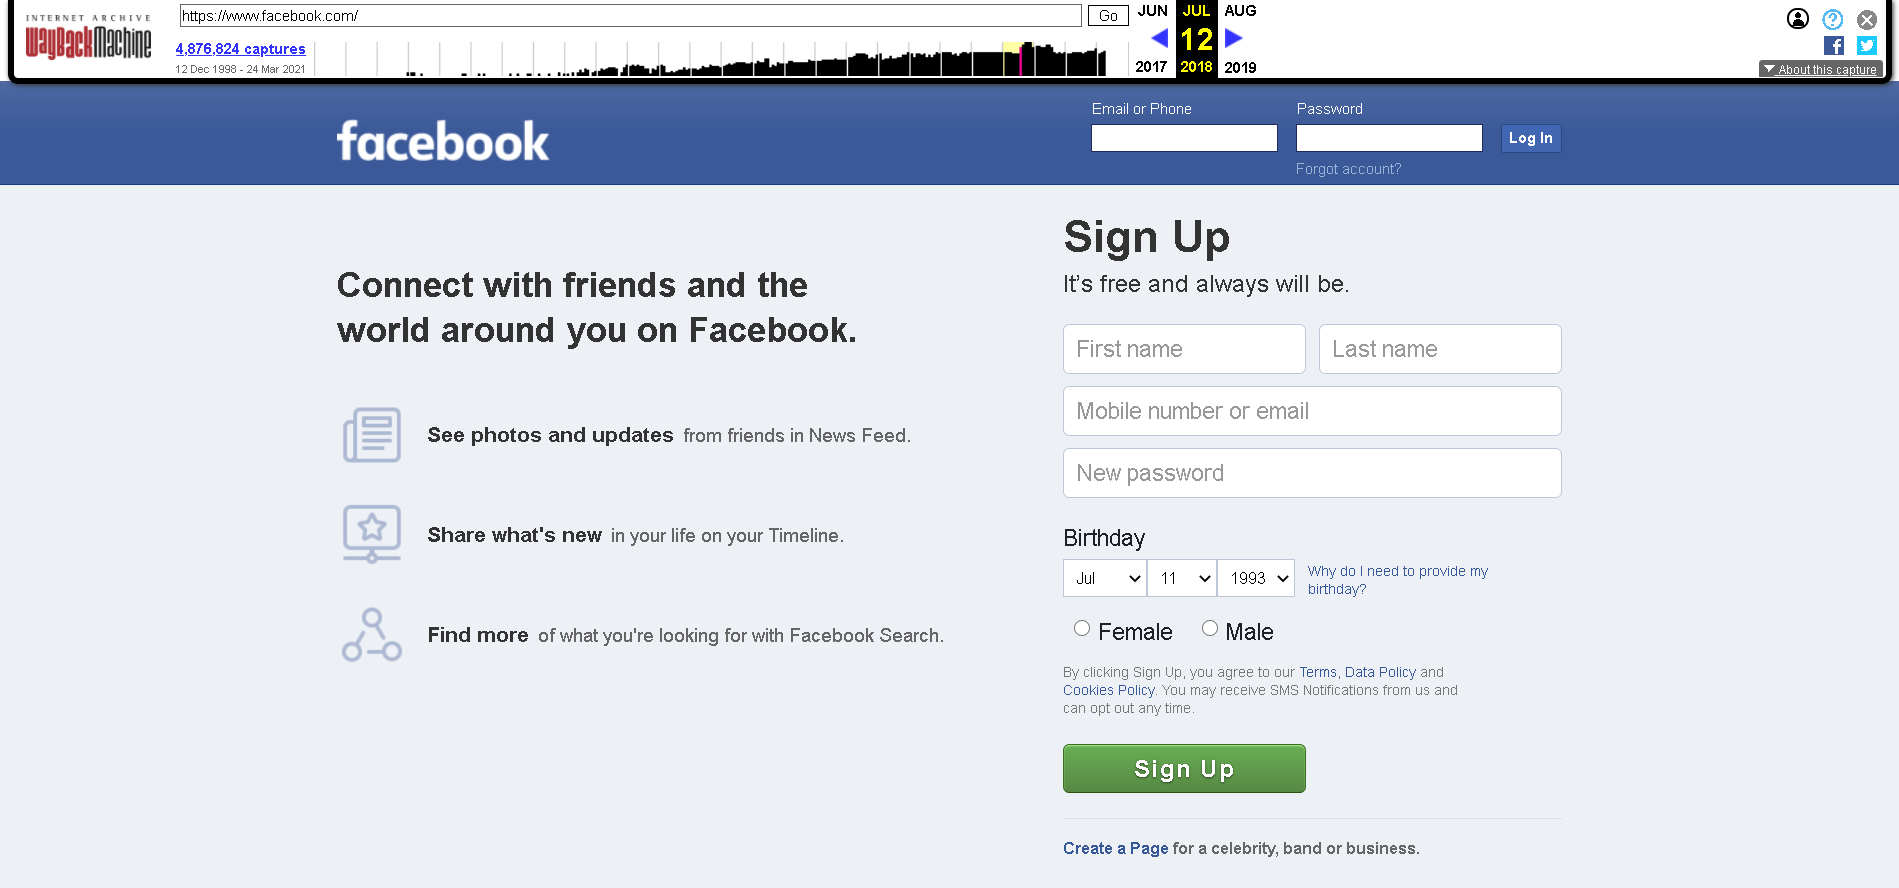 INTERNET ARCHIVE
WayBackMachine
https://www.facebook.com/
Go
4,876,824 captures
12 Dec 1998 - 24 Mar 2021
JUN JUL AUG
12
2017 2018 2019
About this capture
facebook
Email or Phone
Password
Log In
Forgot account?
Connect with friends and the
world around you on Facebook.
See photos and updates from friends in News Feed.
Share what's new in your life on your Timeline.
Find more of what you're looking for with Facebook Search.
Sign Up
It's free and always will be.
First name
Last name
Mobile number or email
New password
Birthday
Jul 11 1993
Why do I need to provide my
birthday?
Female Male
By clicking Sign Up, you agree to our Terms, Data Policy and
Cookies Policy. You may receive SMS Notifications from us and
can opt out any time.
Sign Up
Create a Page for a celebrity, band or business.